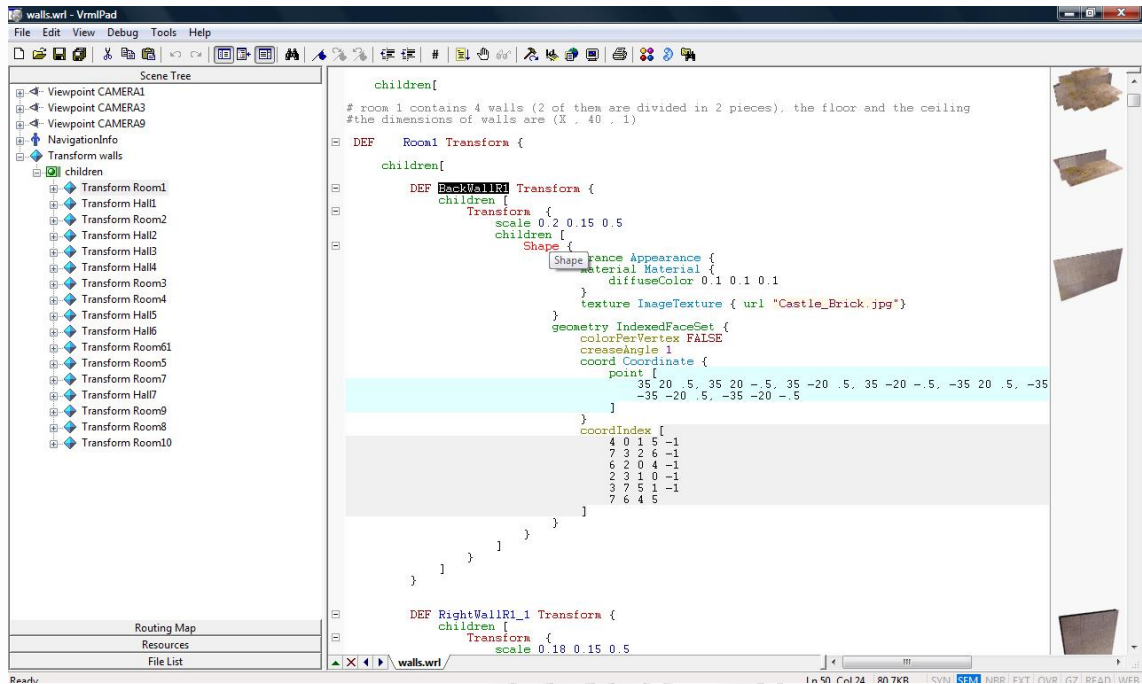 walls.wrl - VrmlPad
File Edit View Debug Tools Help
Scene Tree
Viewpoint CAMERA1
Viewpoint CAMERA3
Viewpoint CAMERA9
NavigationInfo
Transform walls
children
Transform Room1
Transform Hall1
Transform Room2
Transform Hall2
Transform Hall3
Transform Hall4
Transform Room3
Transform Room4
Transform Hall5
Transform Hall6
Transform Room61
Transform Room5
Transform Room7
Transform Hall7
Transform Room9
Transform Room8
Transform Room10
Routing Map
Resources
File List
children[
# room 1 contains 4 walls (2 of them are divided in 2 pieces), the floor and the ceiling
#the dimensions of walls are (X , 40 , 1)
DEF Room1 Transform {
children[
DEF BackWallR1 Transform {
children [
Transform {
scale 0.2 0.15 0.5
children [
Shape {
Shape
rance Appearance {
material Material {
diffuseColor 0.1 0.1 0.1
}
texture ImageTexture { url "Castle_Brick.jpg"}
}
geometry IndexedFaceSet {
colorPerVertex FALSE
creaseAngle 1
coord Coordinate {
point [
35 20 .5, 35 20 -.5, 35 -20 .5, 35 -20 -.5, -35 20 .5, -35
-35 -20 .5, -35 -20 -.5
]
}
coordIndex [
4 0 1 5 -1
7 3 2 6 -1
6 2 0 4 -1
2 3 1 0 -1
3 7 5 1 -1
7 6 4 5
]
}
}
]
}
]
}
DEF RightWallR1_1 Transform {
children [
Transform {
scale 0.18 0.15 0.5
walls.wrl
Ready
Ln 50, Col 24 80.7KB SYN SEM NBR EXT OVR GZ READ WEB